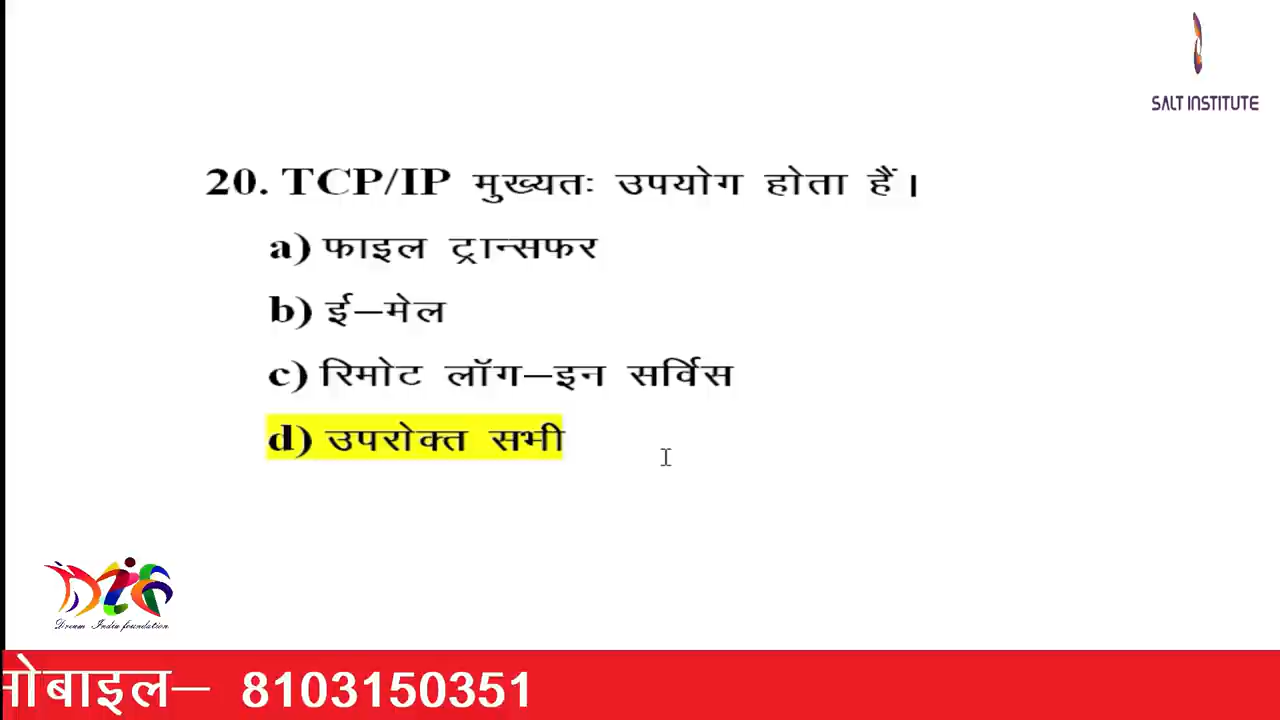 SALT INSTITUTE
20. TCP/IP मुख्यतः उपयोग होता हैं।
a) फाइल ट्रान्सफर
b) ई–मेल
c) रिमोट लॉग–इन सर्विस
d) उपरोक्त सभी
Dream India foundation
मोबाइल– 8103150351